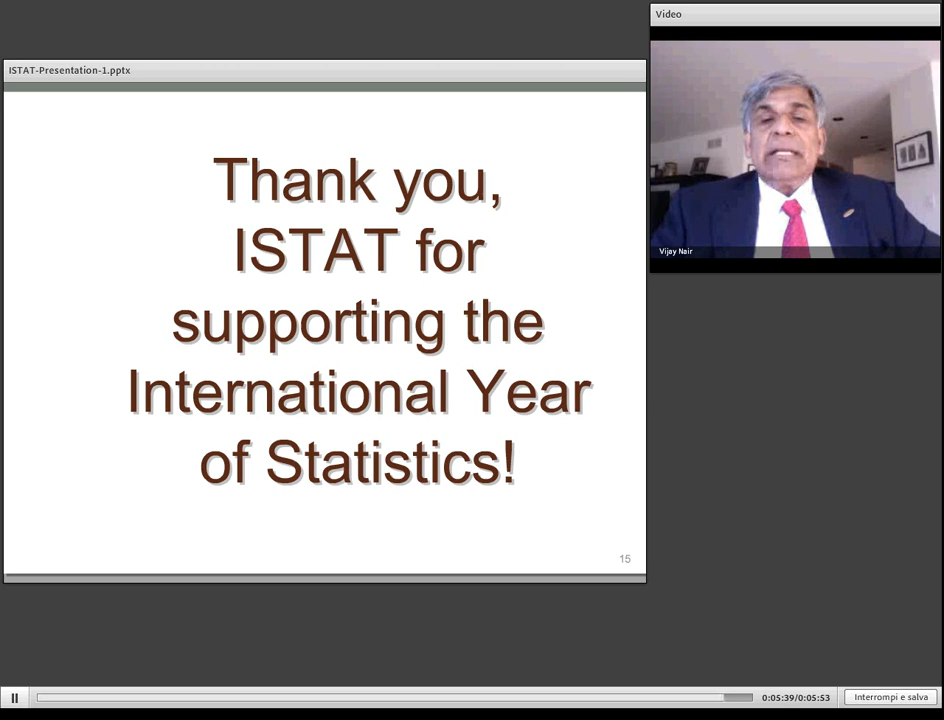 Video
ISTAT-Presentation-1.pptx
Thank you,
ISTAT for
supporting the
International Year
of Statistics!
15
Vijay Nair
0:05:39/0:05:53
Interrompi e salva